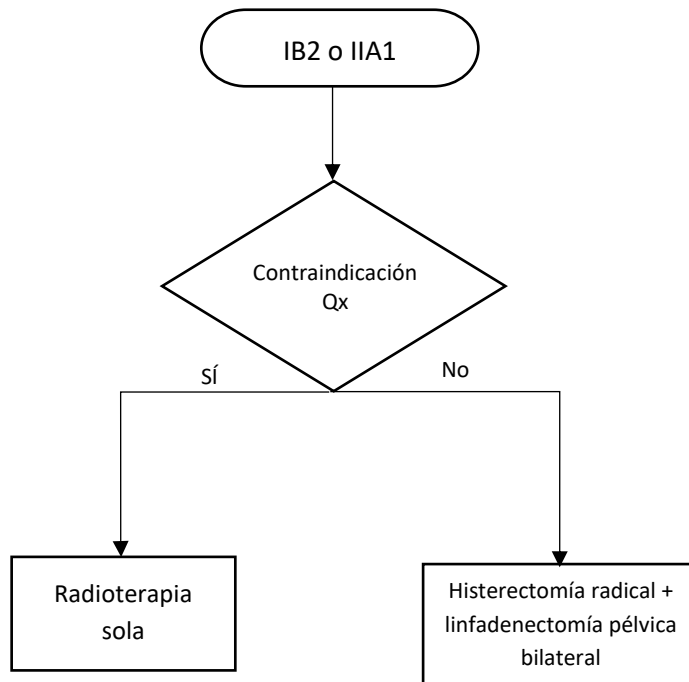 IB2 o IIA1
Contraindicación
Qx
SÍ
No
Radioterapia
sola
Histerectomía radical +
linfadenectomía pélvica
bilateral